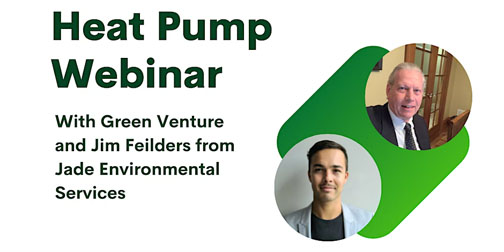 Heat Pump
Webinar
With Green Venture
and Jim Feilders from
Jade Environmental
Services